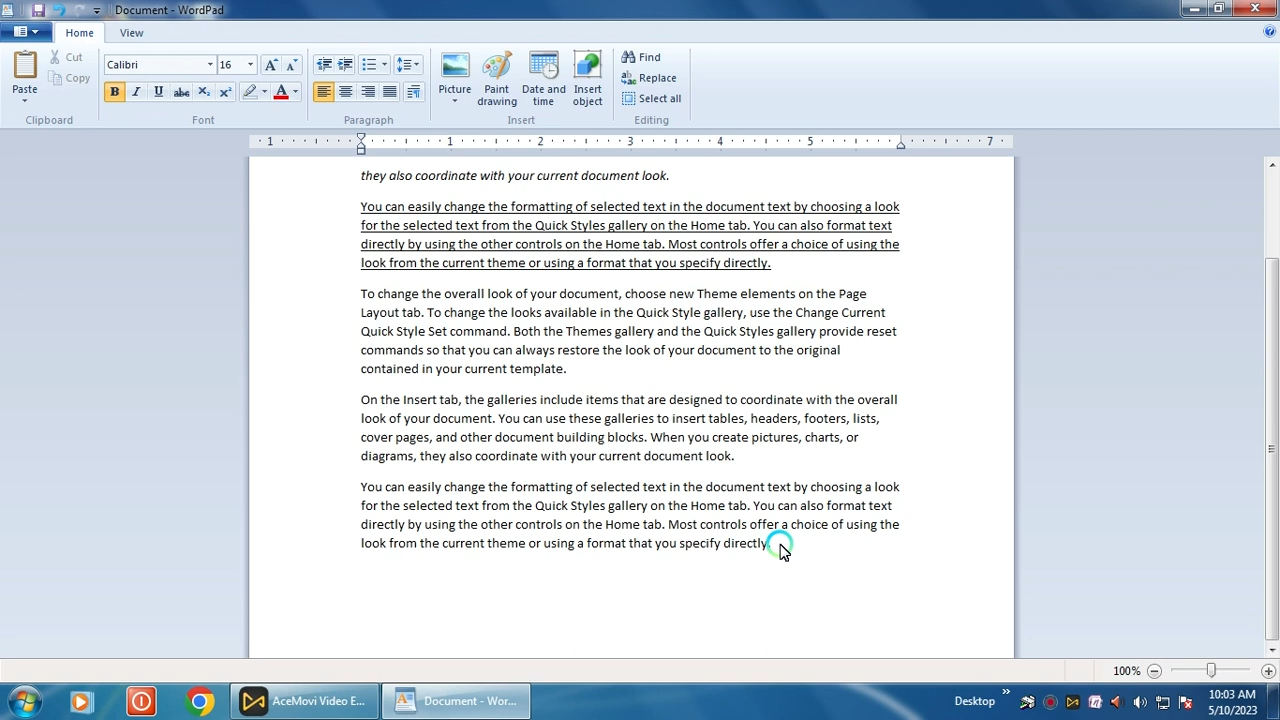 Document - WordPad
Home View
Cut
Copy
Paste
Clipboard
Calibri 16
Font
Paragraph
Picture
Paint drawing
Date and time
Insert object
Insert
Find
Replace
Select all
Editing
1 1 2 3 4 5 7
they also coordinate with your current document look.
You can easily change the formatting of selected text in the document text by choosing a look
for the selected text from the Quick Styles gallery on the Home tab. You can also format text
directly by using the other controls on the Home tab. Most controls offer a choice of using the
look from the current theme or using a format that you specify directly.
To change the overall look of your document, choose new Theme elements on the Page
Layout tab. To change the looks available in the Quick Style gallery, use the Change Current
Quick Style Set command. Both the Themes gallery and the Quick Styles gallery provide reset
commands so that you can always restore the look of your document to the original
contained in your current template.
On the Insert tab, the galleries include items that are designed to coordinate with the overall
look of your document. You can use these galleries to insert tables, headers, footers, lists,
cover pages, and other document building blocks. When you create pictures, charts, or
diagrams, they also coordinate with your current document look.
You can easily change the formatting of selected text in the document text by choosing a look
for the selected text from the Quick Styles gallery on the Home tab. You can also format text
directly by using the other controls on the Home tab. Most controls offer a choice of using the
look from the current theme or using a format that you specify directly.
100%
AceMovi Video E...
Document - Wor...
Desktop
10:03 AM
5/10/2023